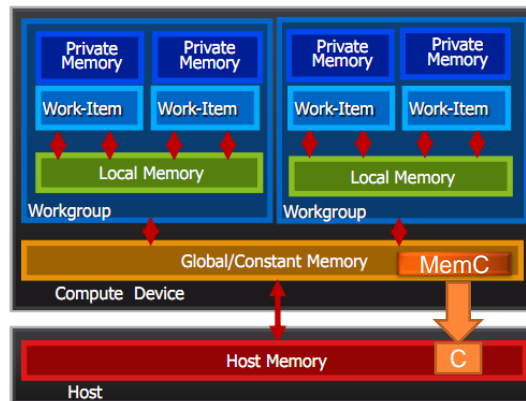 Private
Memory
Private
Memory
Private
Memory
Private
Memory
Work-Item
Work-Item
Work-Item
Work-Item
Local Memory
Local Memory
Workgroup
Workgroup
Global/Constant Memory
MemC
Compute Device
Host Memory
C
Host